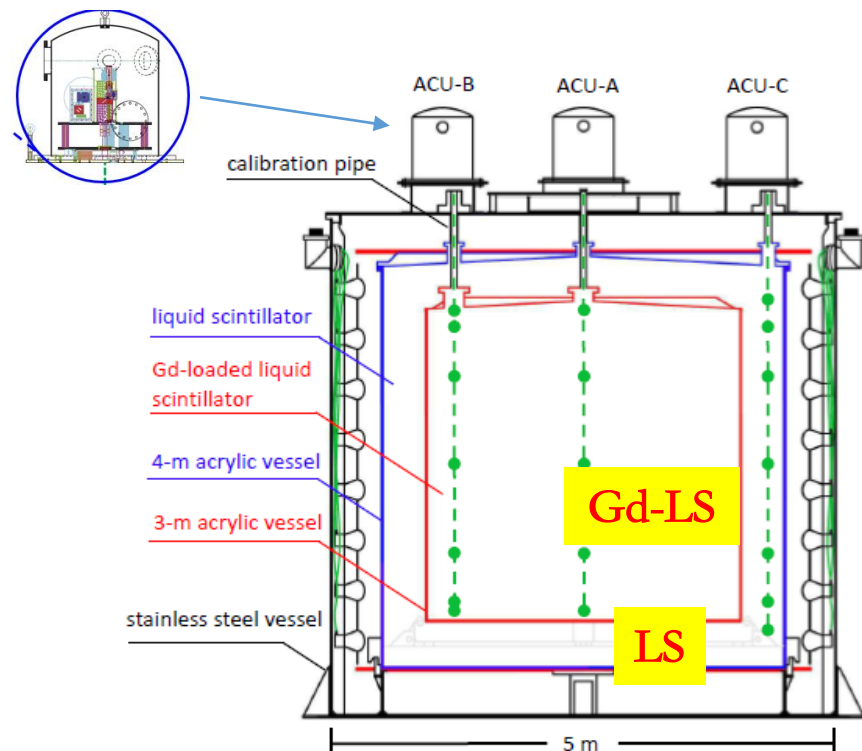 ACU-B
ACU-A
ACU-C
calibration pipe
liquid scintillator
Gd-loaded liquid
scintillator
4-m acrylic vessel
3-m acrylic vessel
stainless steel vessel
Gd-LS
LS
5 m